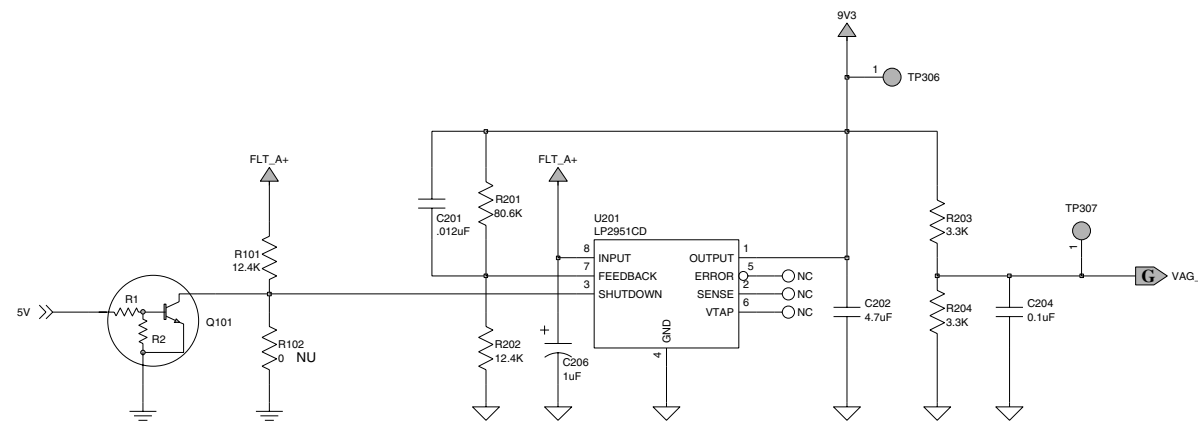 9V3
1
TP306
FLT_A+
FLT_A+
C201
.012uF
R201
80.6K
U201
LP2951CD
R203
3.3K
TP307
1
R101
12.4K
8
INPUT
7
FEEDBACK
3
SHUTDOWN
OUTPUT
1
ERROR
5
NC
SENSE
2
NC
VTAP
6
NC
GND
4
G
VAG_
5V
R1
R2
Q101
R102
0
NU
R202
12.4K
+
C206
1uF
C202
4.7uF
R204
3.3K
C204
0.1uF